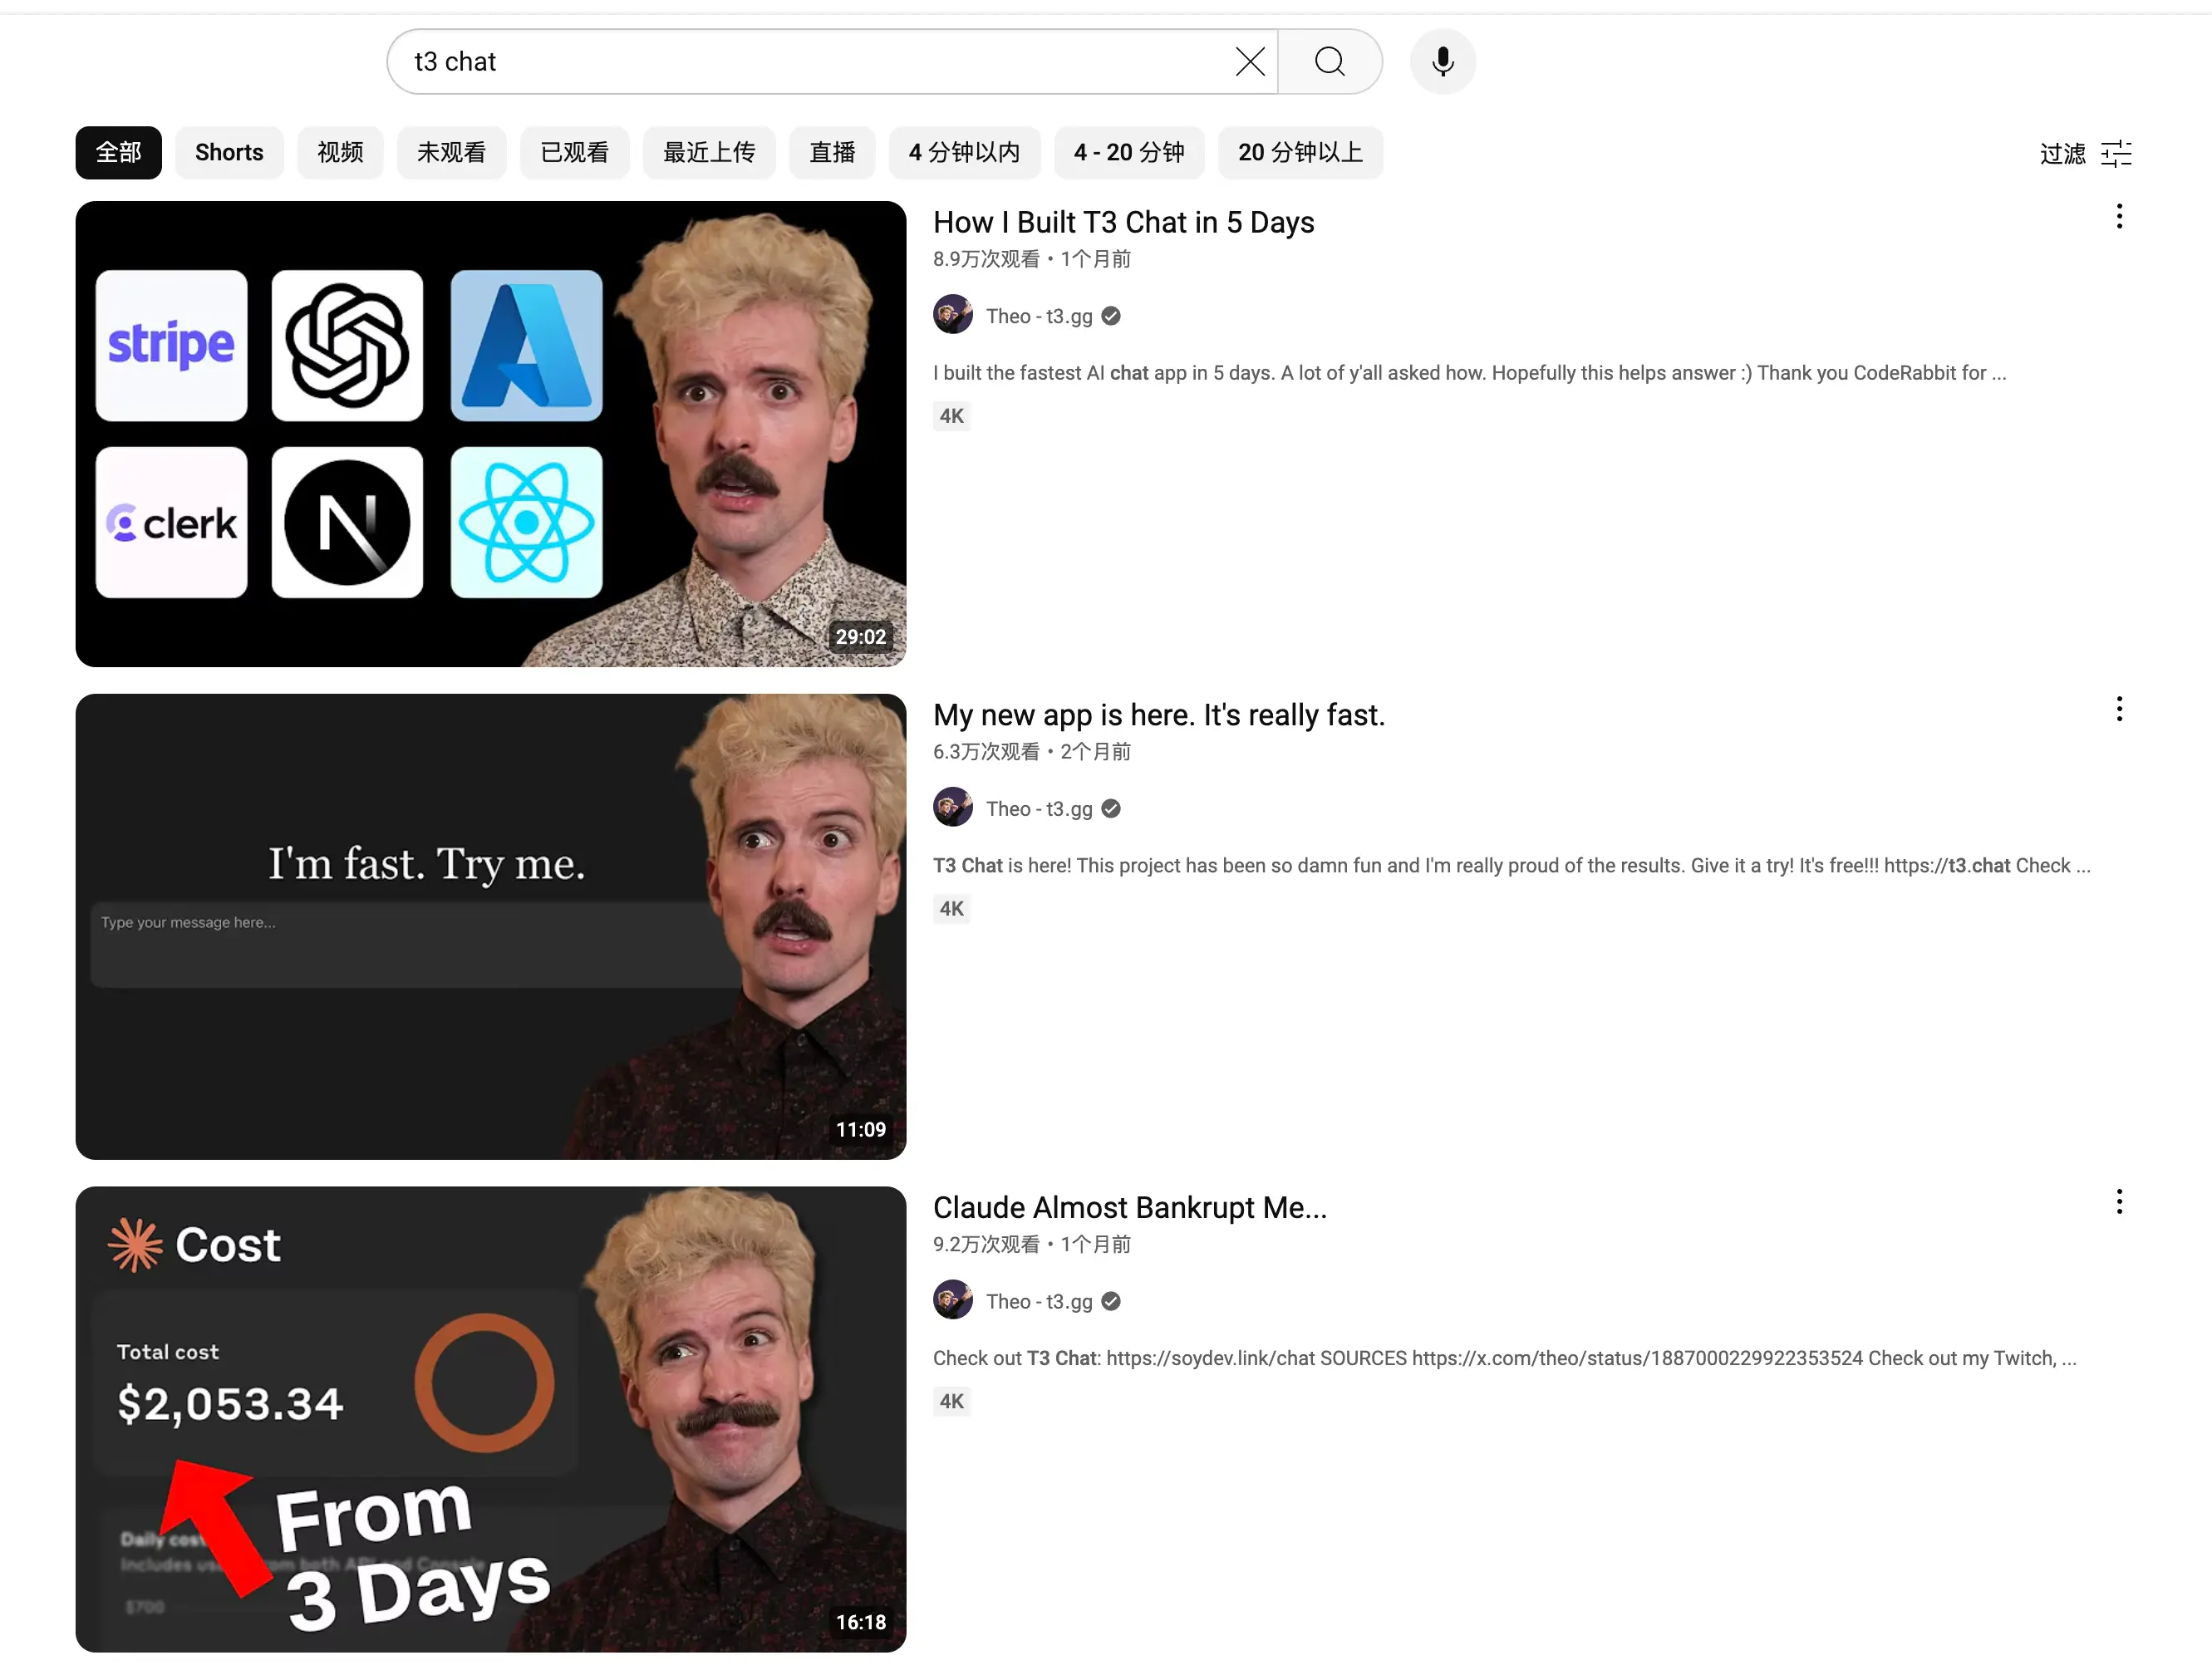 t3 chat
全部
Shorts
视频
未观看
已观看
最近上传
直播
4 分钟以内
4 - 20 分钟
20 分钟以上
过滤
stripe
clerk
29:02
How I Built T3 Chat in 5 Days
8.9万次观看 • 1个月前
Theo - t3.gg
I built the fastest AI chat app in 5 days. A lot of y'all asked how. Hopefully this helps answer :) Thank you CodeRabbit for ...
4K
I'm fast. Try me.
Type your message here...
11:09
My new app is here. It's really fast.
6.3万次观看 • 2个月前
Theo - t3.gg
T3 Chat is here! This project has been so damn fun and I'm really proud of the results. Give it a try! It's free!!! https://t3.chat Check ...
4K
Cost
Total cost
$2,053.34
From
3 Days
Daily cost
$700
16:18
Claude Almost Bankrupt Me...
9.2万次观看 • 1个月前
Theo - t3.gg
Check out T3 Chat: https://soydev.link/chat SOURCES https://x.com/theo/status/1887000229922353524 Check out my Twitch, ...
4K